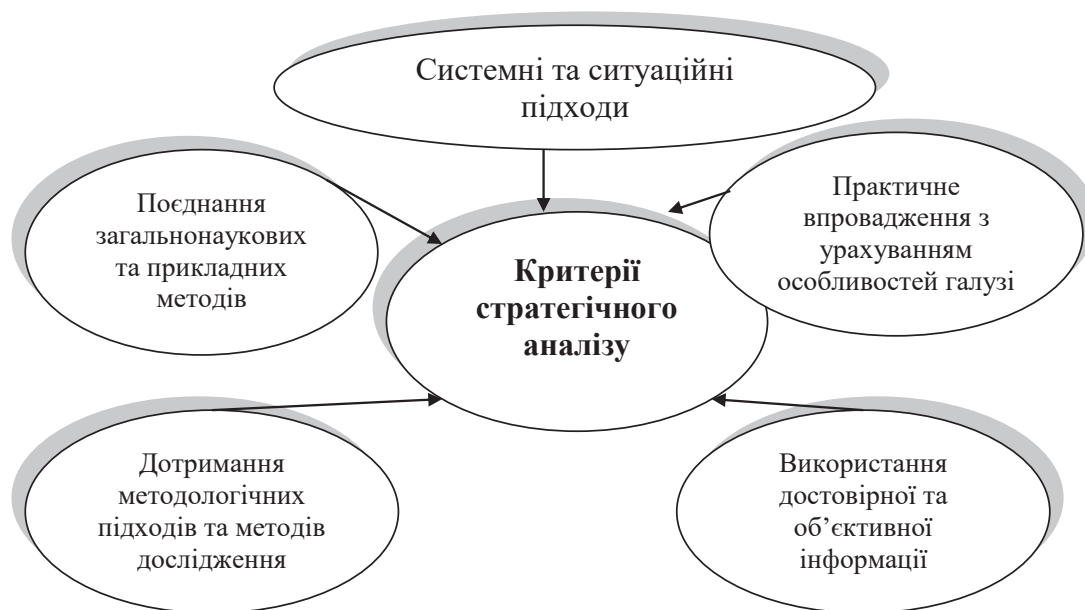 Системні та ситуаційні
підходи
Поєднання
загальнонаукових
та прикладних
методів
Практичне
впровадження з
урахуванням
особливостей галузі
Критерії
стратегічного
аналізу
Дотримання
методологічних
підходів та методів
дослідження
Використання
достовірної та
об’єктивної
інформації